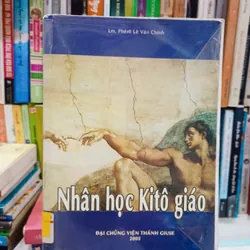 Lm. Phêrô Lê Văn Chính
Nhân học Kitô giáo
ĐẠI CHỦNG VIỆN THÁNH GIUSE
2005